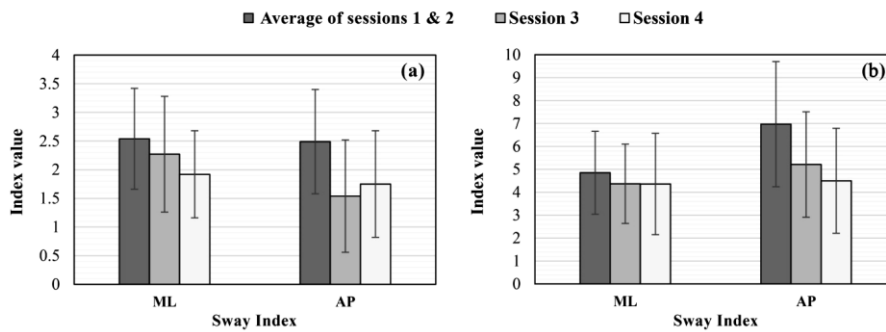 Average of sessions 1 & 2 Session 3 Session 4
(a)
4
3.5
3
2.5
2
1.5
1
0.5
0
Index value
ML AP
Sway Index
(b)
10
9
8
7
6
5
4
3
2
1
0
Index value
ML AP
Sway Index